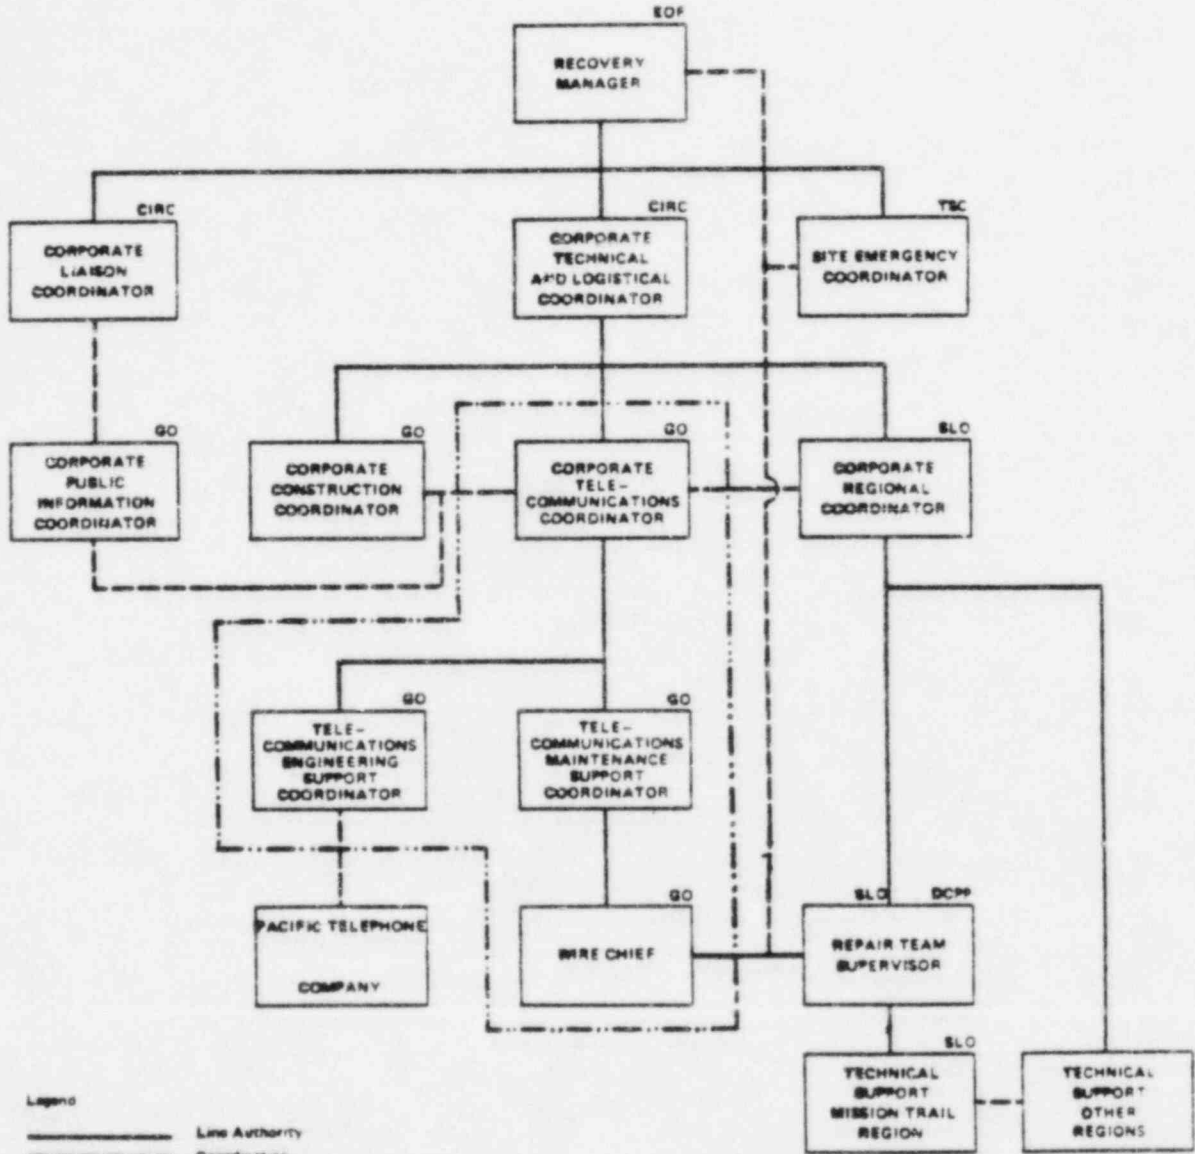 EOF
RECOVERY
MANAGER
CIRC
CORPORATE
LIAISON
COORDINATOR
CIRC
CORPORATE
TECHNICAL
AND LOGISTICAL
COORDINATOR
TSC
SITE EMERGENCY
COORDINATOR
GO
CORPORATE
PUBLIC
INFORMATION
COORDINATOR
GO
CORPORATE
CONSTRUCTION
COORDINATOR
GO
CORPORATE
TELE-
COMMUNICATIONS
COORDINATOR
SLO
CORPORATE
REGIONAL
COORDINATOR
GO
TELE-
COMMUNICATIONS
ENGINEERING
SUPPORT
COORDINATOR
GO
TELE-
COMMUNICATIONS
MAINTENANCE
SUPPORT
COORDINATOR
PACIFIC TELEPHONE
COMPANY
GO
WIRE CHIEF
SLO DCPP
REPAIR TEAM
SUPERVISOR
SLO
TECHNICAL
SUPPORT
MISSION TRAIL
REGION
TECHNICAL
SUPPORT
OTHER
REGIONS
Legend
Line Authority